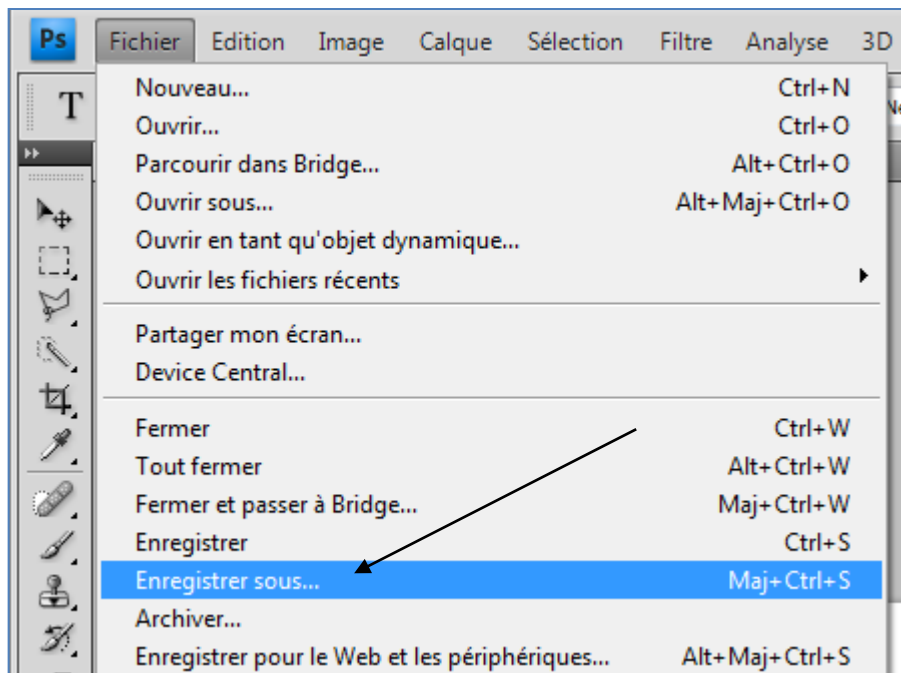 Ps Fichier Edition Image Calque Sélection Filtre Analyse 3D
T
Nouveau... Ctrl+N
Ouvrir... Ctrl+O
Parcourir dans Bridge... Alt+Ctrl+O
Ouvrir sous... Alt+Maj+Ctrl+O
Ouvrir en tant qu'objet dynamique...
Ouvrir les fichiers récents
Partager mon écran...
Device Central...
Fermer Ctrl+W
Tout fermer Alt+Ctrl+W
Fermer et passer à Bridge... Maj+Ctrl+W
Enregistrer Ctrl+S
Enregistrer sous... Maj+Ctrl+S
Archiver...
Enregistrer pour le Web et les périphériques... Alt+Maj+Ctrl+S